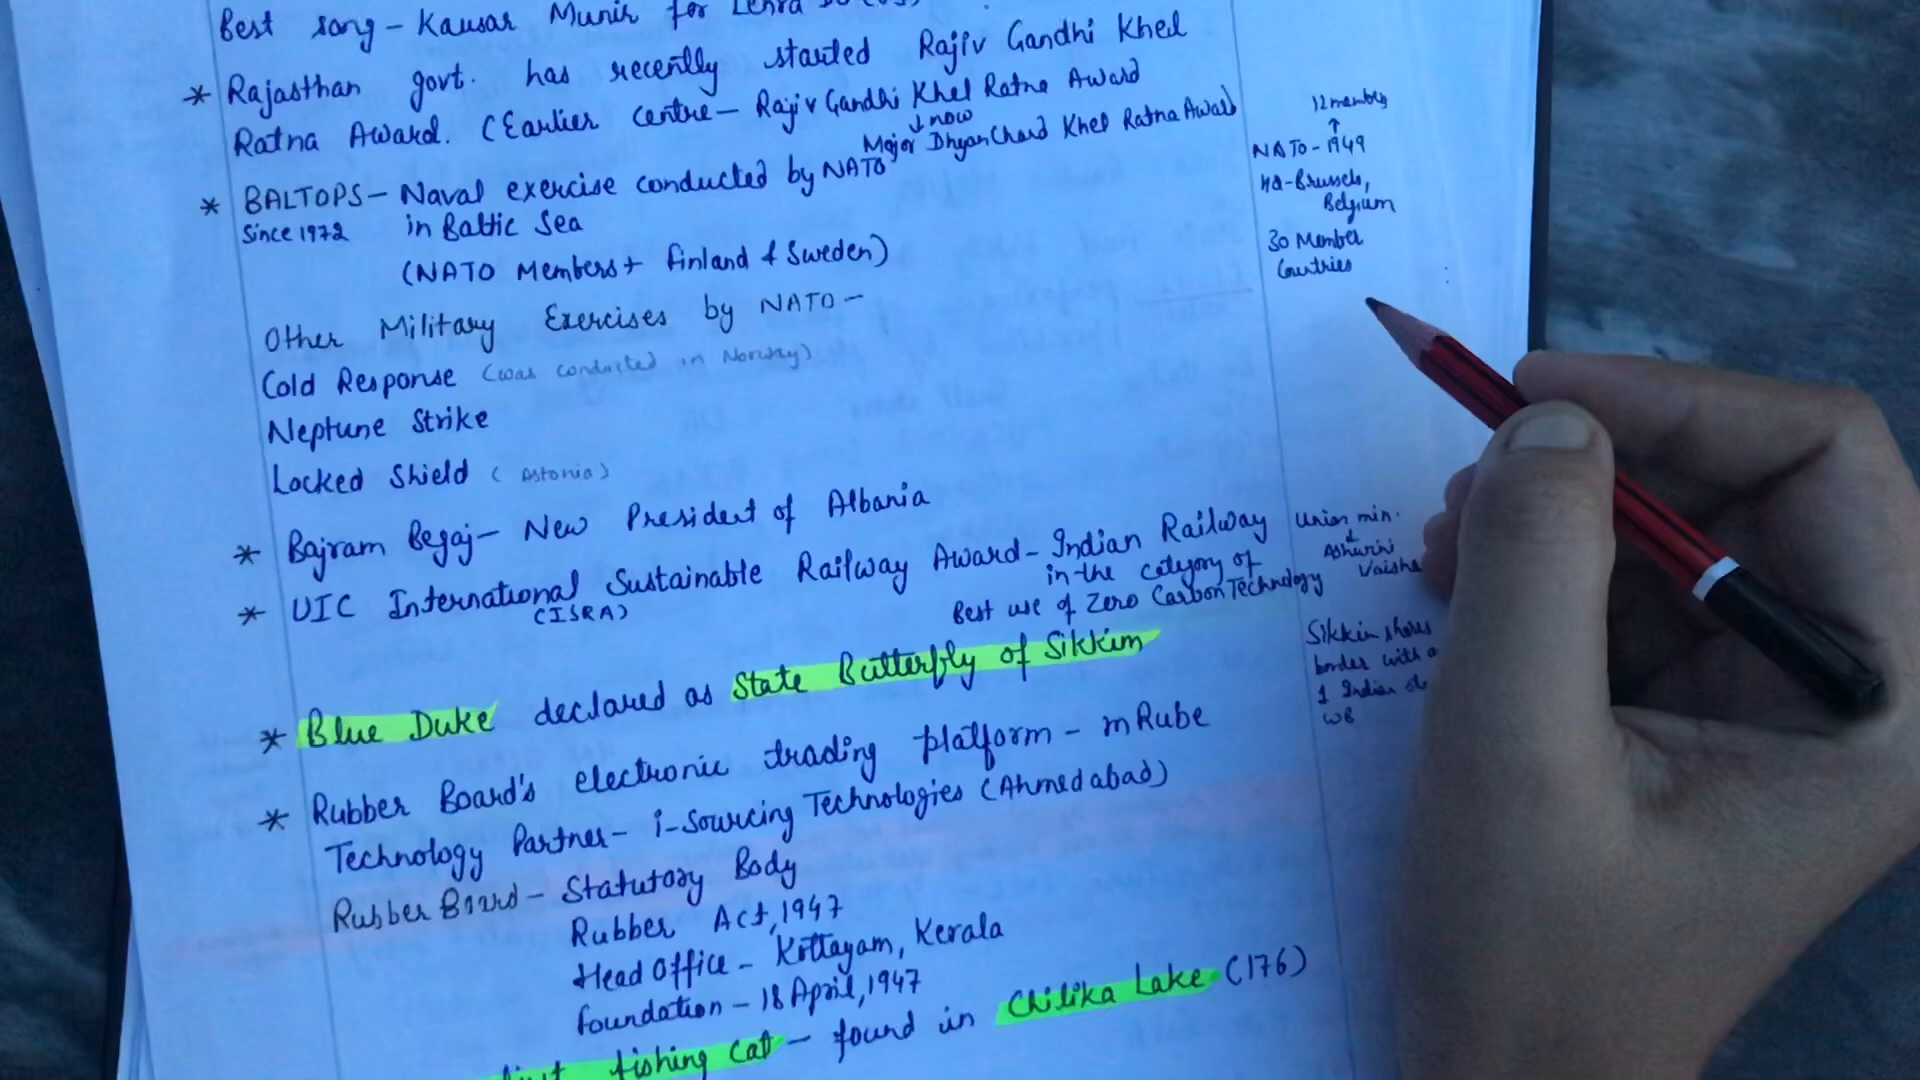 Best song - Kausar Munir for
* Rajasthan govt. has recently started Rajiv Gandhi Khel
Ratna Award. (Earlier centre - Rajiv Gandhi Khel Ratna Award
↓ now
Major DhyanChand Khel Ratna Award
* BALTOPS - Naval exercise conducted by NATO
Since 1972 in Baltic Sea
(NATO Members + Finland & Sweden)
Other Military Exercises by NATO -
Cold Response (was conducted in Norway)
Neptune Strike
Locked Shield (Estonia)
* Bajram Begaj - New President of Albania
* UIC International Sustainable Railway Award - Indian Railway
(ISRA) in the category of
Best use of Zero Carbon Technology
* Blue Duke declared as State Butterfly of Sikkim
* Rubber Board's electronic trading platform - mRube
Technology Partner - i-Sourcing Technologies (Ahmedabad)
Rubber Board - Statutory Body
Rubber Act, 1947
Head Office - Kottayam, Kerala
foundation - 18 April, 1947
fishing cat - found in Chilika Lake (176)
12 members
↑
NATO - 1949
HQ - Brussels,
Belgium
30 Member
Countries
Union min.
↓
Ashwini
Sikkim shares
border with
1 Indian
WB